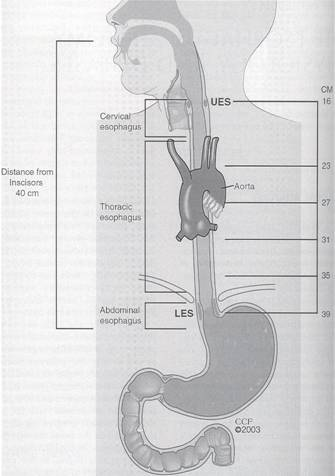 CM
UES
16
Cervical
esophagus
23
Distance from
Incisors
40 cm
Aorta
27
Thoracic
esophagus
31
35
Abdominal
esophagus
LES
39
CCF
©2003